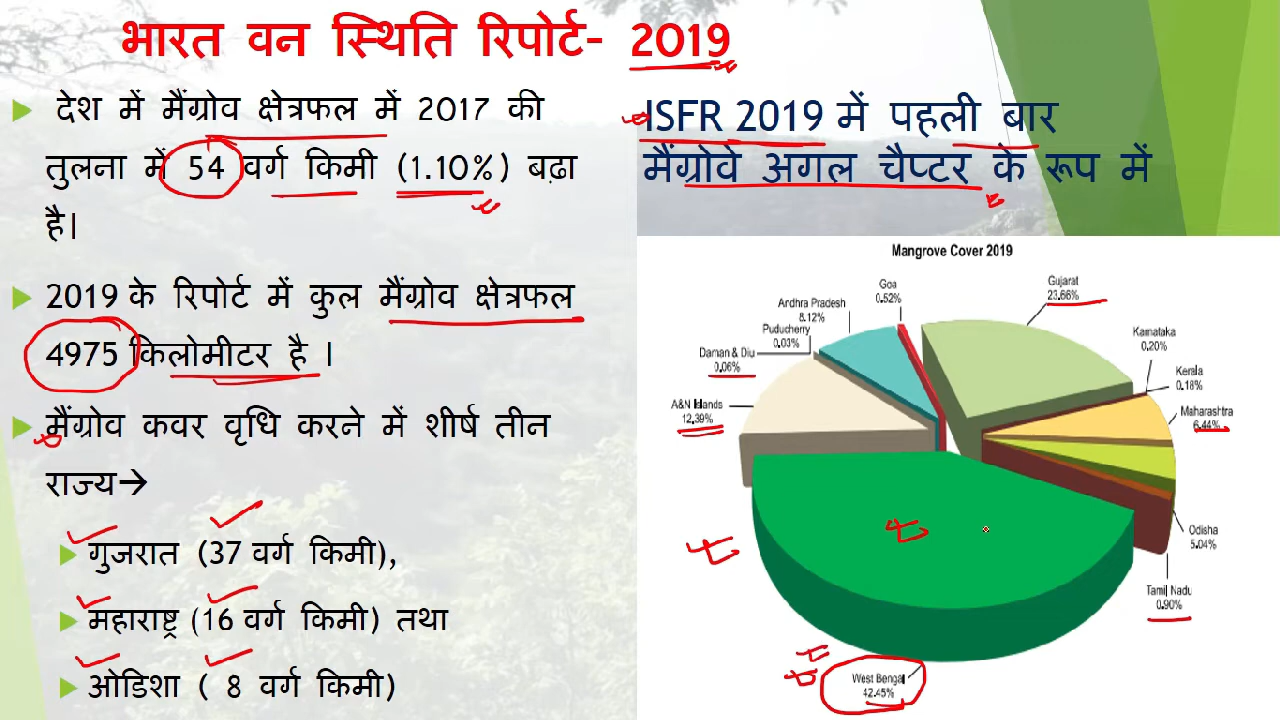 भारत वन स्थिति रिपोर्ट- 2019
देश में मैंग्रोव क्षेत्रफल में 2017 की
तुलना में 54 वर्ग किमी (1.10%) बढ़ा
है।
2019 के रिपोर्ट में कुल मैंग्रोव क्षेत्रफल
4975 किलोमीटर है ।
मैंग्रोव कवर वृधि करने में शीर्ष तीन
राज्य→
गुजरात (37 वर्ग किमी),
महाराष्ट्र (16 वर्ग किमी) तथा
ओडिशा ( 8 वर्ग किमी)
ISFR 2019 में पहली बार
मैंग्रोवे अगल चैप्टर के रूप में
Mangrove Cover 2019
Gujarat
23.66%
Goa
0.52%
Andhra Pradesh
8.12%
Puducherry
0.03%
Daman & Diu
0.06%
A&N Islands
12.39%
Karnataka
0.20%
Kerala
0.18%
Maharashtra
6.44%
Odisha
5.04%
Tamil Nadu
0.90%
West Bengal
42.45%